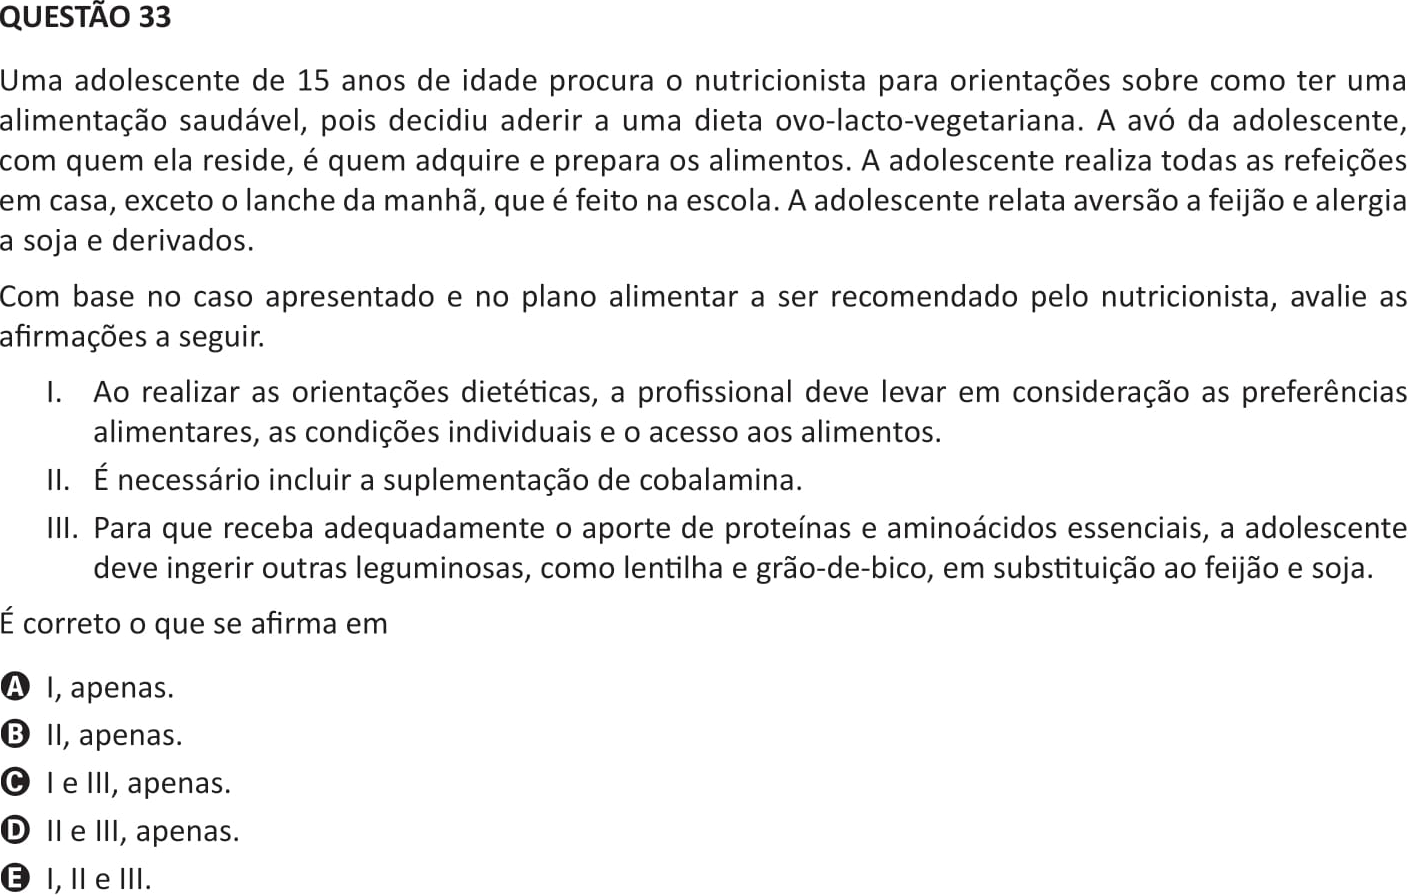 QUESTÃO 33
Uma adolescente de 15 anos de idade procura o nutricionista para orientações sobre como ter uma
alimentação saudável, pois decidiu aderir a uma dieta ovo-lacto-vegetariana. A avó da adolescente,
com quem ela reside, é quem adquire e prepara os alimentos. A adolescente realiza todas as refeições
em casa, exceto o lanche da manhã, que é feito na escola. A adolescente relata aversão a feijão e alergia
a soja e derivados.
Com base no caso apresentado e no plano alimentar a ser recomendado pelo nutricionista, avalie as
afirmações a seguir.
I. Ao realizar as orientações dietéticas, a profissional deve levar em consideração as preferências
alimentares, as condições individuais e o acesso aos alimentos.
II. É necessário incluir a suplementação de cobalamina.
III. Para que receba adequadamente o aporte de proteínas e aminoácidos essenciais, a adolescente
deve ingerir outras leguminosas, como lentilha e grão-de-bico, em substituição ao feijão e soja.
É correto o que se afirma em
A I, apenas.
B II, apenas.
C I e III, apenas.
D II e III, apenas.
E I, II e III.